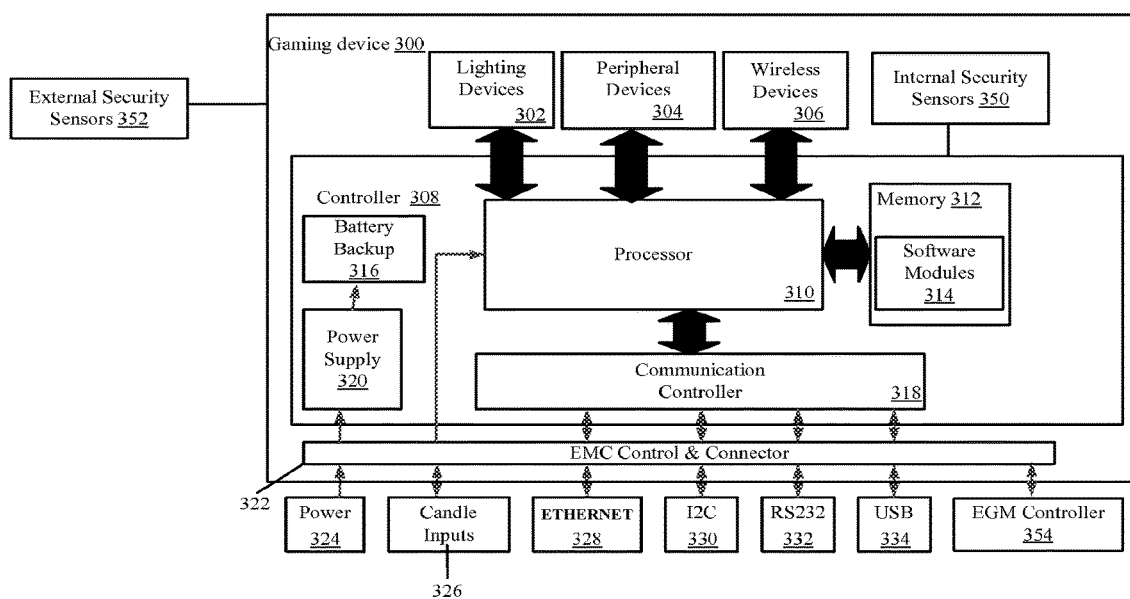 Gaming device 300
External Security
Sensors 352
Lighting
Devices
302
Peripheral Devices
304
Wireless
Devices
306
Internal Security
Sensors 350
Controller 308
Battery
Backup
316
Processor
310
Memory 312
Software
Modules
314
Power
Supply
320
Communication
Controller
318
EMC Control & Connector
322
Power
324
Candle
Inputs
326
ETHERNET
328
I2C
330
RS232
332
USB
334
EGM Controller
354